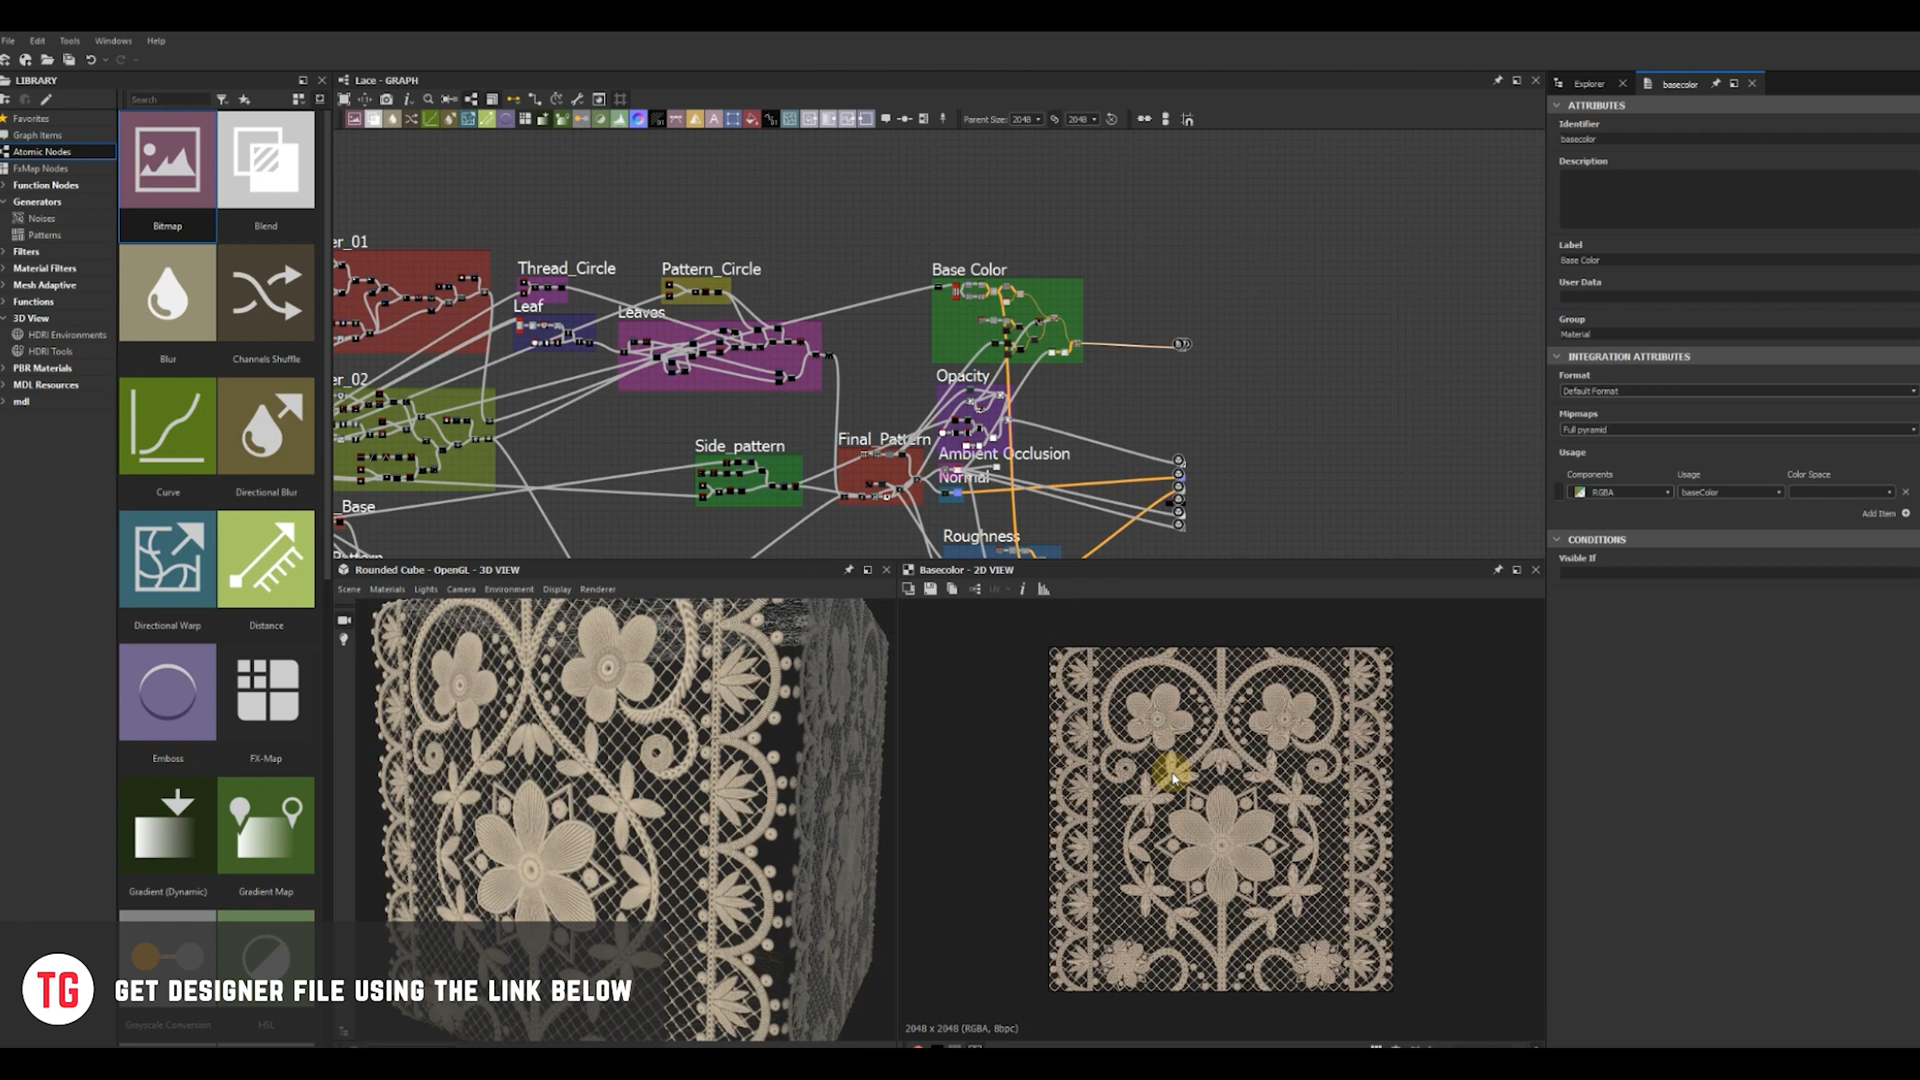 File Edit Tools Windows Help
LIBRARY
Search
Favorites
Graph Items
Atomic Nodes
FxMap Nodes
Function Nodes
Generators
Noises
Patterns
Filters
Material Filters
Mesh Adaptive
Functions
3D View
HDRI Environments
HDRI Tools
PBR Materials
MDL Resources
mdl
Bitmap
Blend
Blur
Channels Shuffle
Curve
Directional Blur
Directional Warp
Distance
Emboss
FX-Map
Gradient (Dynamic)
Gradient Map
Greyscale Conversion
HSL
Lace - GRAPH
Parent Size: 2048
2048
er_01
Thread_Circle
Pattern_Circle
Leaf
Leaves
Base Color
er_02
Opacity
Side_pattern
Final_Pattern
Ambient Occlusion
Normal
_Base
Roughness
Rounded Cube - OpenGL - 3D VIEW
Scene Materials Lights Camera Environment Display Renderer
Basecolor - 2D VIEW
UV
2048 x 2048 (RGBA, 8bpc)
Explorer
basecolor
ATTRIBUTES
Identifier
basecolor
Description
Label
Base Color
User Data
Group
Material
INTEGRATION ATTRIBUTES
Format
Default Format
Mipmaps
Full pyramid
Usage
Components Usage Color Space
RGBA baseColor
Add Item
CONDITIONS
Visible If
TG
GET DESIGNER FILE USING THE LINK BELOW